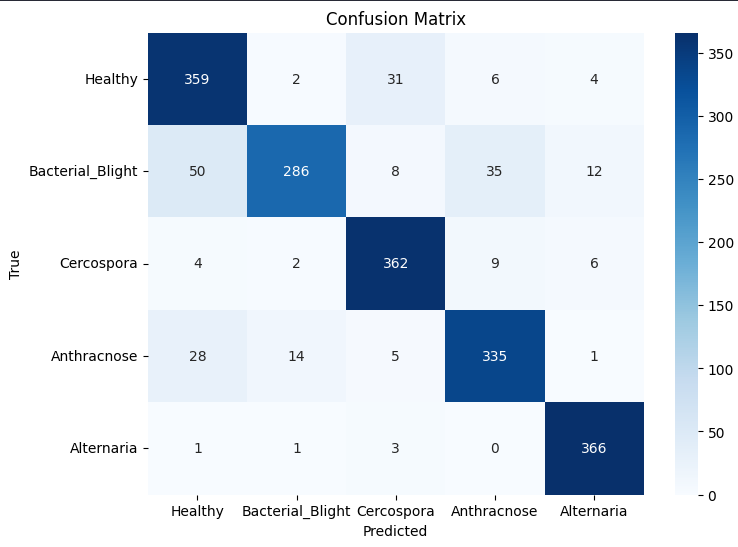 Confusion Matrix
Healthy 359 2 31 6 4
Bacterial_Blight 50 286 8 35 12
Cercospora 4 2 362 9 6
Anthracnose 28 14 5 335 1
Alternaria 1 1 3 0 366
Healthy Bacterial_Blight Cercospora Anthracnose Alternaria
Predicted
True
350
300
250
200
150
100
50
0